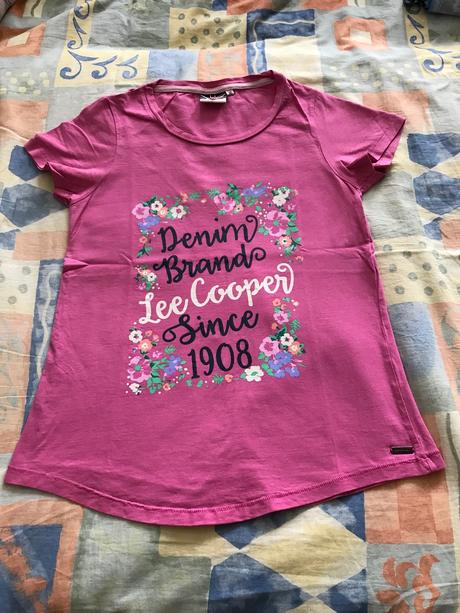 Denim
Brand
Lee Cooper
Since
1908